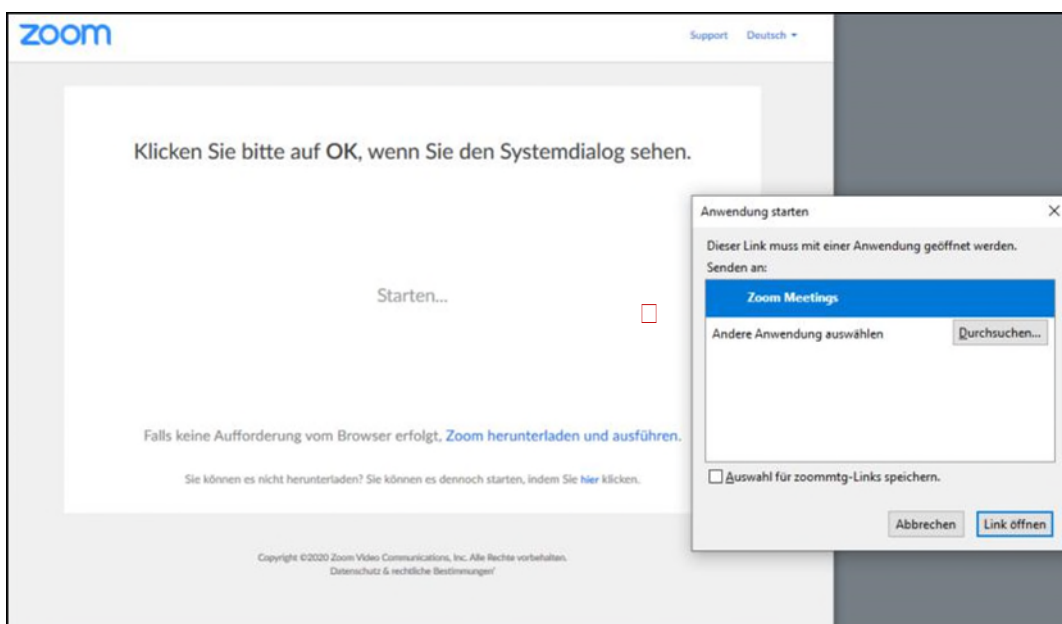 zoom
Support Deutsch
Klicken Sie bitte auf OK, wenn Sie den Systemdialog sehen.
Starten...
Falls keine Aufforderung vom Browser erfolgt, Zoom herunterladen und ausführen.
Sie können es nicht herunterladen? Sie können es dennoch starten, indem Sie hier klicken.
Copyright ©2020 Zoom Video Communications, Inc. Alle Rechte vorbehalten.
Datenschutz & rechtliche Bestimmungen'
Anwendung starten
Dieser Link muss mit einer Anwendung geöffnet werden.
Senden an:
Zoom Meetings
Andere Anwendung auswählen
Durchsuchen...
Auswahl für zoommtg-Links speichern.
Abbrechen
Link öffnen